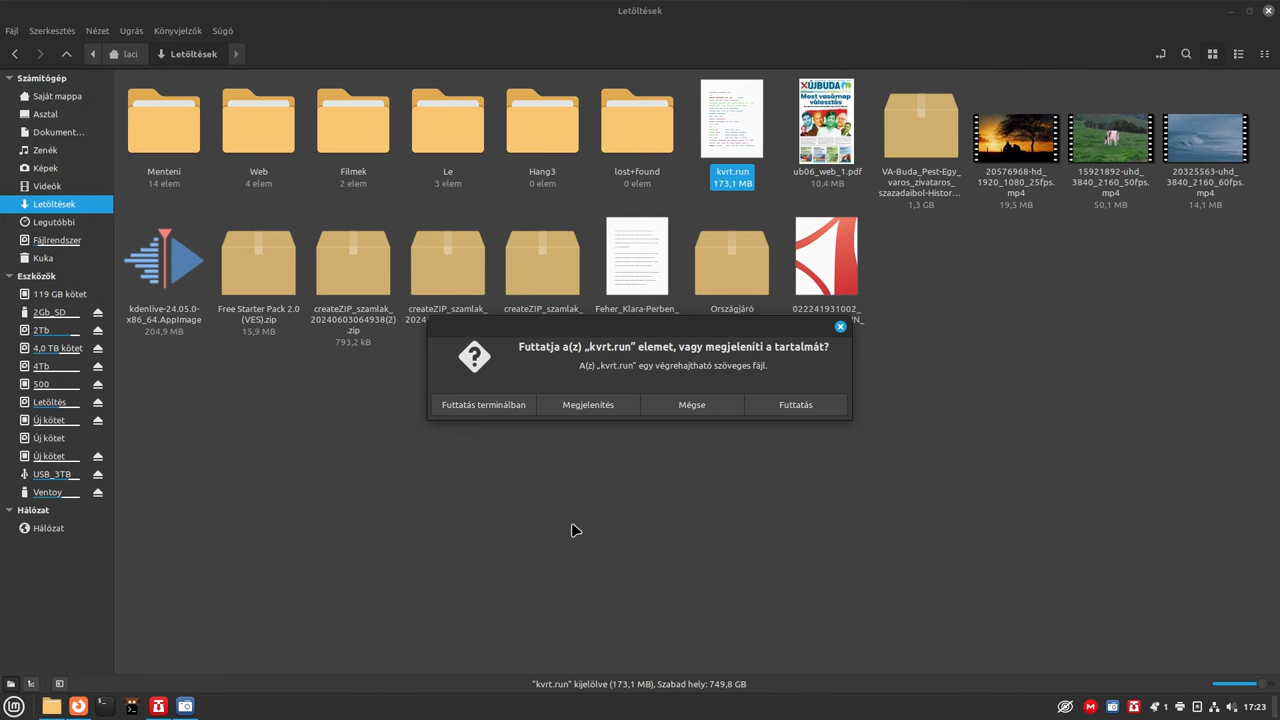 Letöltések
Fájl Szerkesztés Nézet Ugrás Könyvjelzők Súgó
laci Letöltések
Számítógép
Saját mappa
Dokument...
Képek
Videók
Letöltések
Legutóbbi
Fájlrendszer
Kuka
Eszközök
119 GB kötet
2Gb_SD
2Tb
4,0 TB kötet
4Tb
500
Letöltés
Új kötet
Új kötet
Új kötet
USB_3TB
Ventoy
Hálózat
Hálózat
Menteni
14 elem
Web
4 elem
Filmek
2 elem
Le
3 elem
Hang3
0 elem
lost+found
0 elem
kvrt.run
173,1 MB
ÚJBUDA
Most vasárnap
választás
ub06_web_1.pdf
10,4 MB
VA-Buda_Pest-Egy_
varos_zivataros_
szazadaibol-Histor...
1,3 GB
20576968-hd_
1920_1080_25fps.
mp4
19,5 MB
15921892-uhd_
3840_2160_50fps.
mp4
50,1 MB
20325563-uhd_
3840_2160_60fps.
mp4
14,1 MB
kdenlive-24.05.0-
x86_64.AppImage
204,9 MB
Free Starter Pack 2.0
(VES).zip
15,9 MB
createZIP_szamlak_
20240603064938(2)
.zip
793,2 kB
createZIP_szamlak_
createZIP_szamlak_
Feher_Klara-Perben_
Országjáró
022241931002_
Futtatja a(z) „kvrt.run” elemet, vagy megjeleníti a tartalmát?
A(z) „kvrt.run” egy végrehajtható szöveges fájl.
Futtatás terminálban Megjelenítés Mégse Futtatás
"kvrt.run" kijelölve (173,1 MB), Szabad hely: 749,8 GB
1 17:23